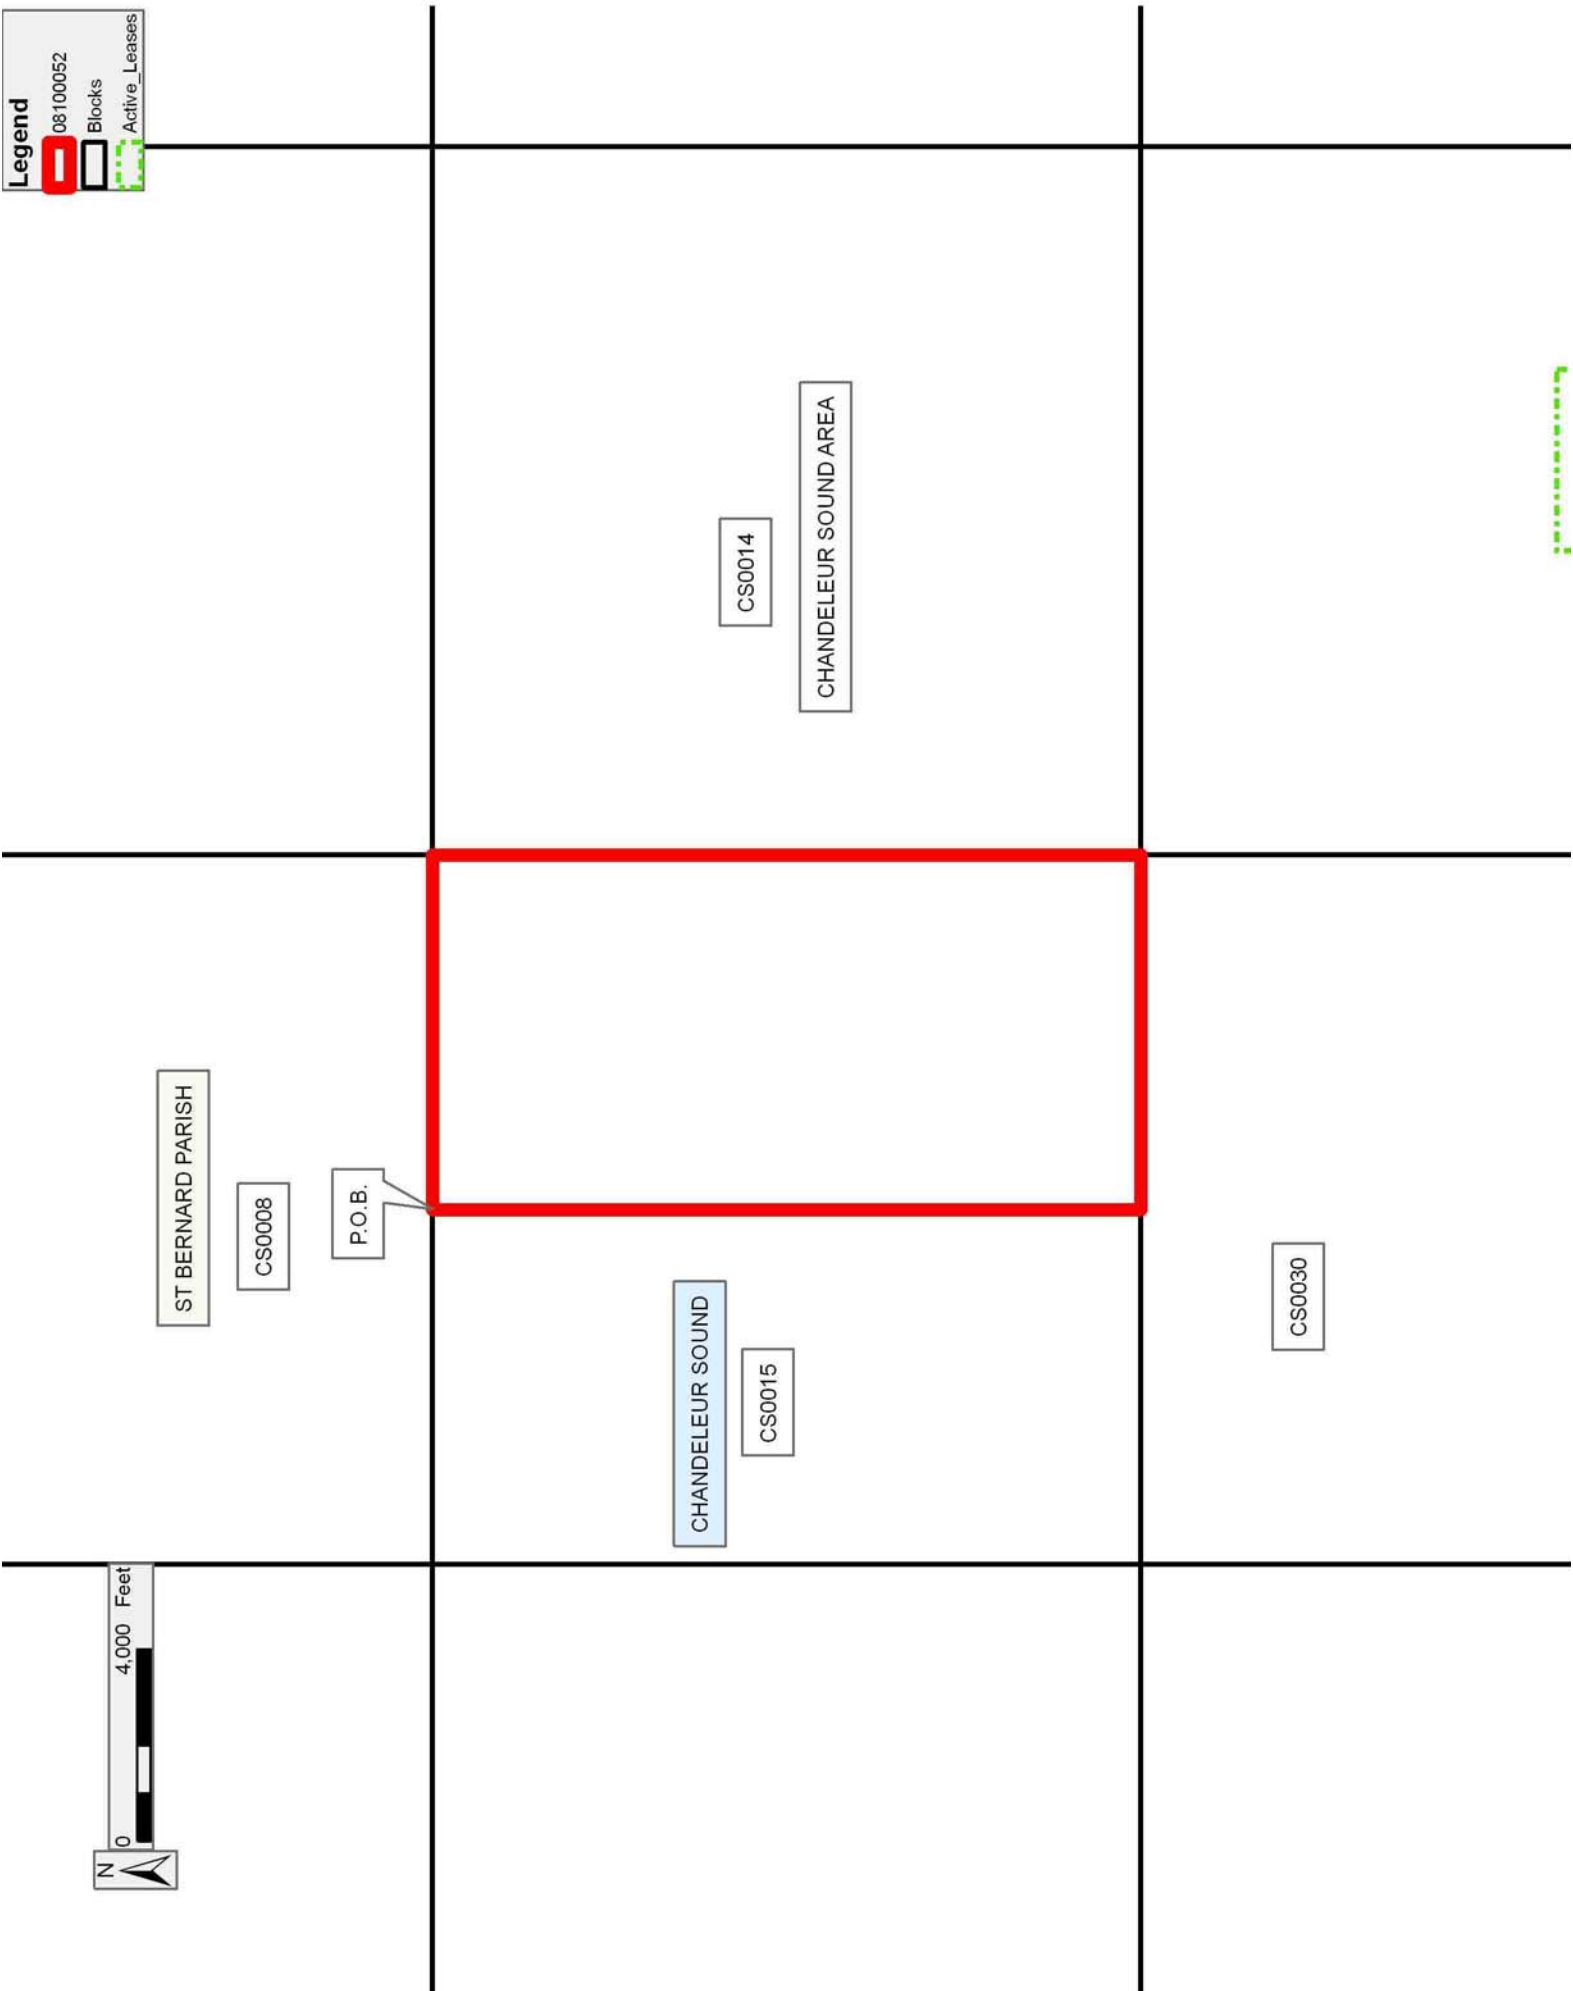 Legend
08100052
Blocks
Active_Leases
ST BERNARD PARISH
CS0008
P.O.B.
CS0014
CHANDELEUR SOUND AREA
CHANDELEUR SOUND
CS0015
CS0030
N
0 4,000 Feet